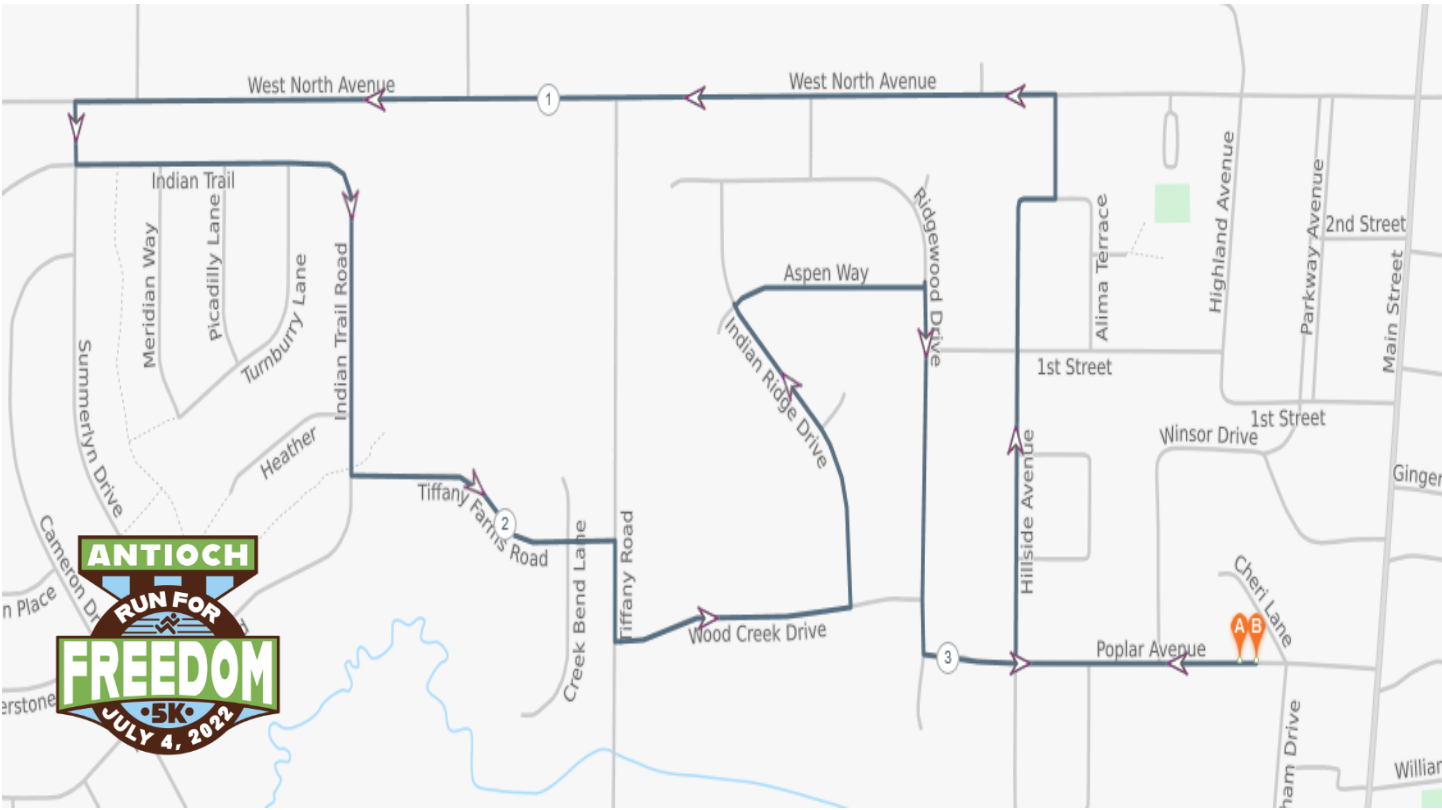 West North Avenue
West North Avenue
1
Indian Trail
Meridian Way
Picadilly Lane
Turnburry Lane
Indian Trail Road
Summerlyn Drive
Heather
Cameron Dr
n Place
erstone
Tiffany Farms Road
2
Creek Bend Lane
Tiffany Road
Wood Creek Drive
Indian Ridge Drive
Aspen Way
Ridgewood Drive
3
Hillside Avenue
Alima Terrace
1st Street
Highland Avenue
Parkway Avenue
2nd Street
Main Street
1st Street
Winsor Drive
Ginger
Cheri Lane
A B
Poplar Avenue
ham Drive
William
ANTIOCH
RUN FOR
FREEDOM
•5K•
JULY 4, 2022